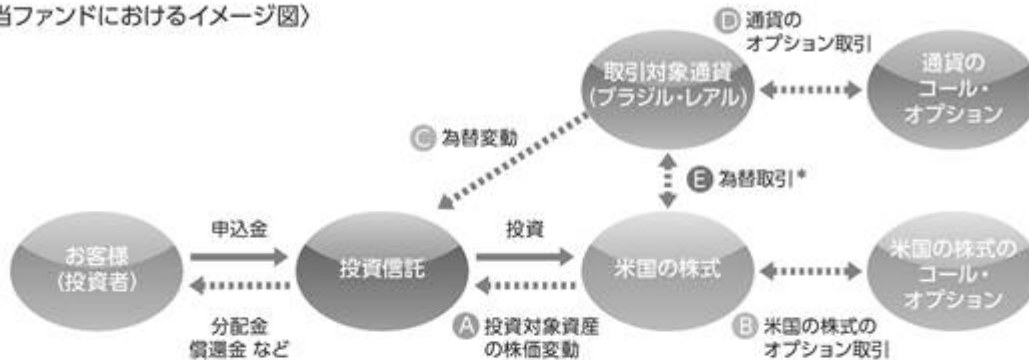 当ファンドにおけるイメージ図〉
D 通貨の
オプション取引
取引対象通貨
(ブラジル・レアル)
通貨の
コール・
オプション
C 為替変動
E 為替取引*
お客様
(投資者)
申込金
分配金
償還金 など
投資信託
投資
A 投資対象資産
の株価変動
米国の株式
B 米国の株式の
オプション取引
米国の株式の
コール・
オプション